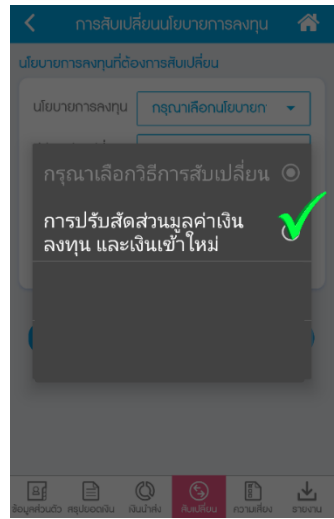 การสับเปลี่ยนนโยบายการลงทุน
นโยบายการลงทุนที่ต้องการสับเปลี่ยน
นโยบายการลงทุน กรุณาเลือกนโยบายก
กรุณาเลือกวิธีการสับเปลี่ยน
การปรับสัดส่วนมูลค่าเงิน
ลงทุน และเงินเข้าใหม่
ข้อมูลส่วนตัว สรุปยอดเงิน เงินนำส่ง สับเปลี่ยน ความเสี่ยง รายงาน